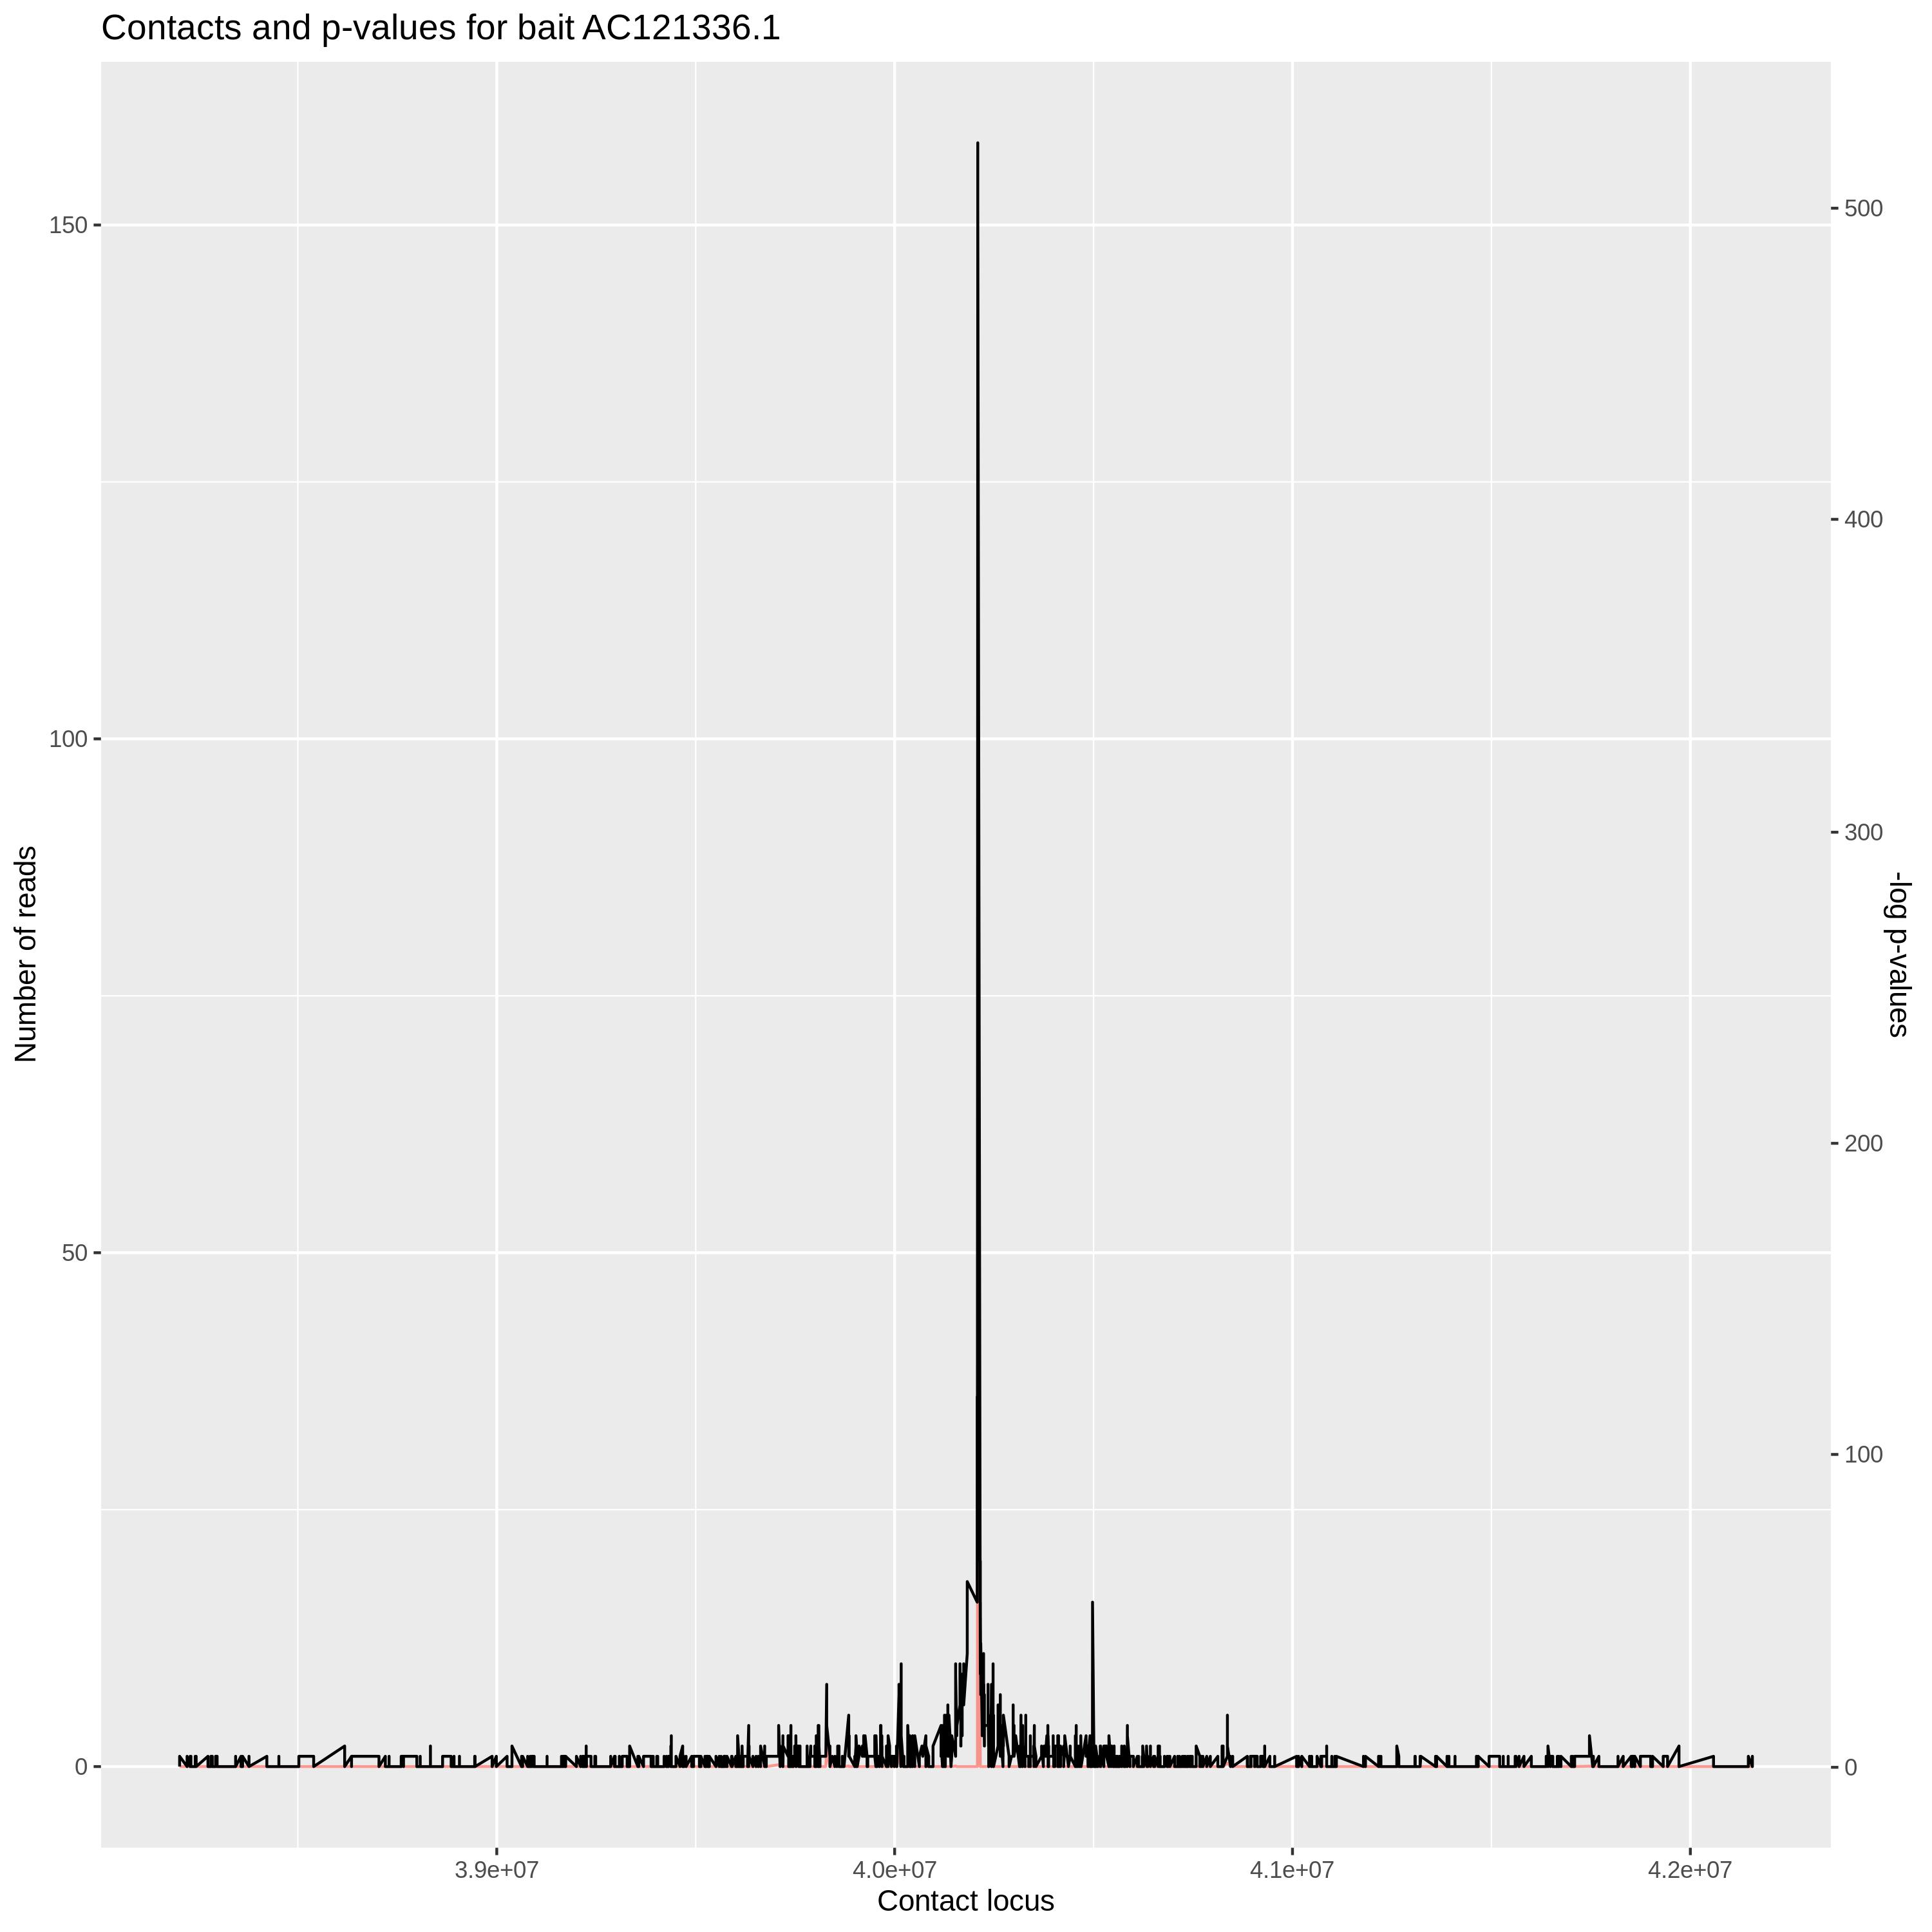 Contacts and p-values for bait AC121336.1
150
100
50
0
Number of reads
500
400
300
200
100
0
-log p-values
3.9e+07
4.0e+07
4.1e+07
4.2e+07
Contact locus